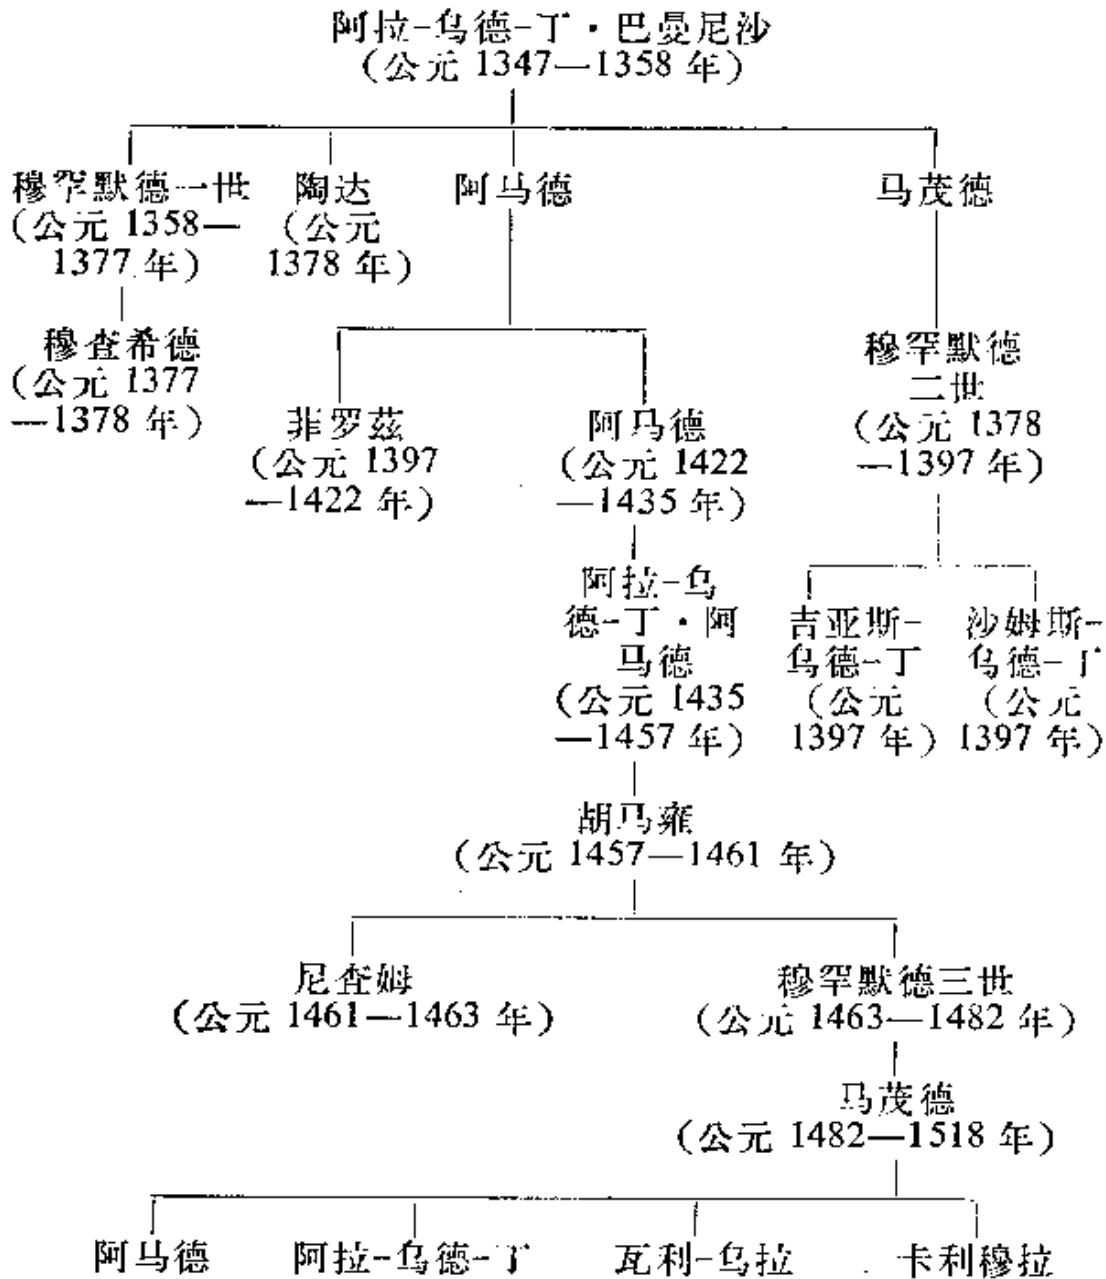 阿拉-乌德-丁·巴曼尼沙
（公元 1347—1358 年）
穆罕默德一世
（公元 1358—
1377 年）
陶达
（公元
1378 年）
阿马德
马茂德
穆查希德
（公元 1377
—1378 年）
菲罗兹
（公元 1397
—1422 年）
阿马德
（公元 1422
—1435 年）
穆罕默德
二世
（公元 1378
—1397 年）
阿拉-乌
德-丁·阿
马德
（公元 1435
—1457 年）
吉亚斯-
乌德-丁
（公元
1397 年）
沙姆斯-
乌德-丁
（公元
1397 年）
胡马雍
（公元 1457—1461 年）
尼查姆
（公元 1461—1463 年）
穆罕默德三世
（公元 1463—1482 年）
马茂德
（公元 1482—1518 年）
阿马德
阿拉-乌德-丁
瓦利-乌拉
卡利穆拉